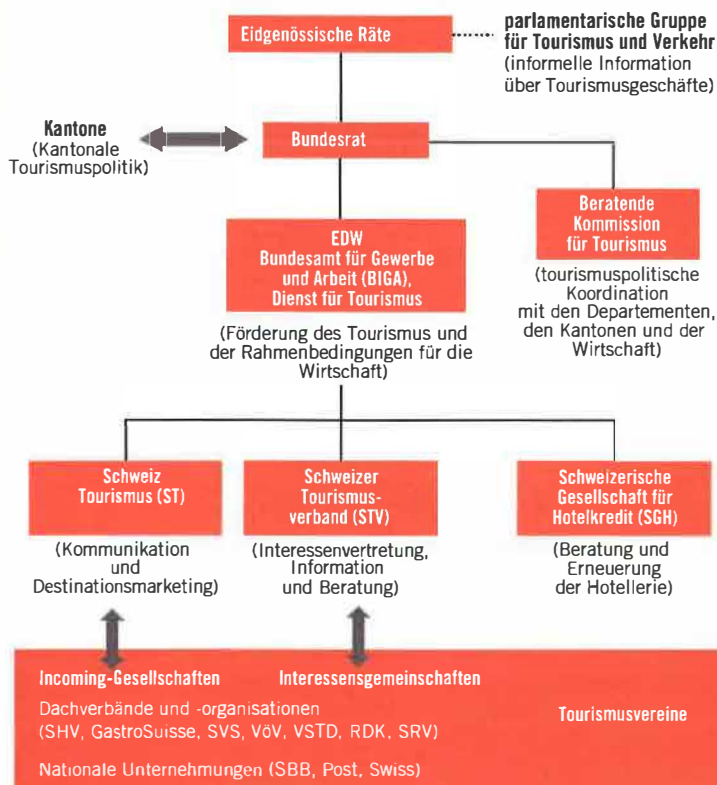 Eidgenössische Räte
parlamentarische Gruppe
für Tourismus und Verkehr
(informelle Information
über Tourismusgeschäfte)
Kantone
(Kantonale
Tourismuspolitik)
Bundesrat
EDW
Bundesamt für Gewerbe
und Arbeit (BIGA),
Dienst für Tourismus
(Förderung des Tourismus und
der Rahmenbedingungen für die
Wirtschaft)
Beratende
Kommission
für Tourismus
(tourismuspolitische
Koordination
mit den Departementen,
den Kantonen und der
Wirtschaft)
Schweiz
Tourismus (ST)
(Kommunikation
und
Destinationsmarketing)
Schweizer
Tourismus-
verband (STV)
(Interessenvertretung,
Information
und Beratung)
Schweizerische
Gesellschaft für
Hotelkredit (SGH)
(Beratung und
Erneuerung
der Hotellerie)
Incoming-Gesellschaften
Interessensgemeinschaften
Dachverbände und -organisationen
(SHV, GastroSuisse, SVS, VöV, VSTD, RDK, SRV)
Nationale Unternehmungen (SBB, Post, Swiss)
Tourismusvereine